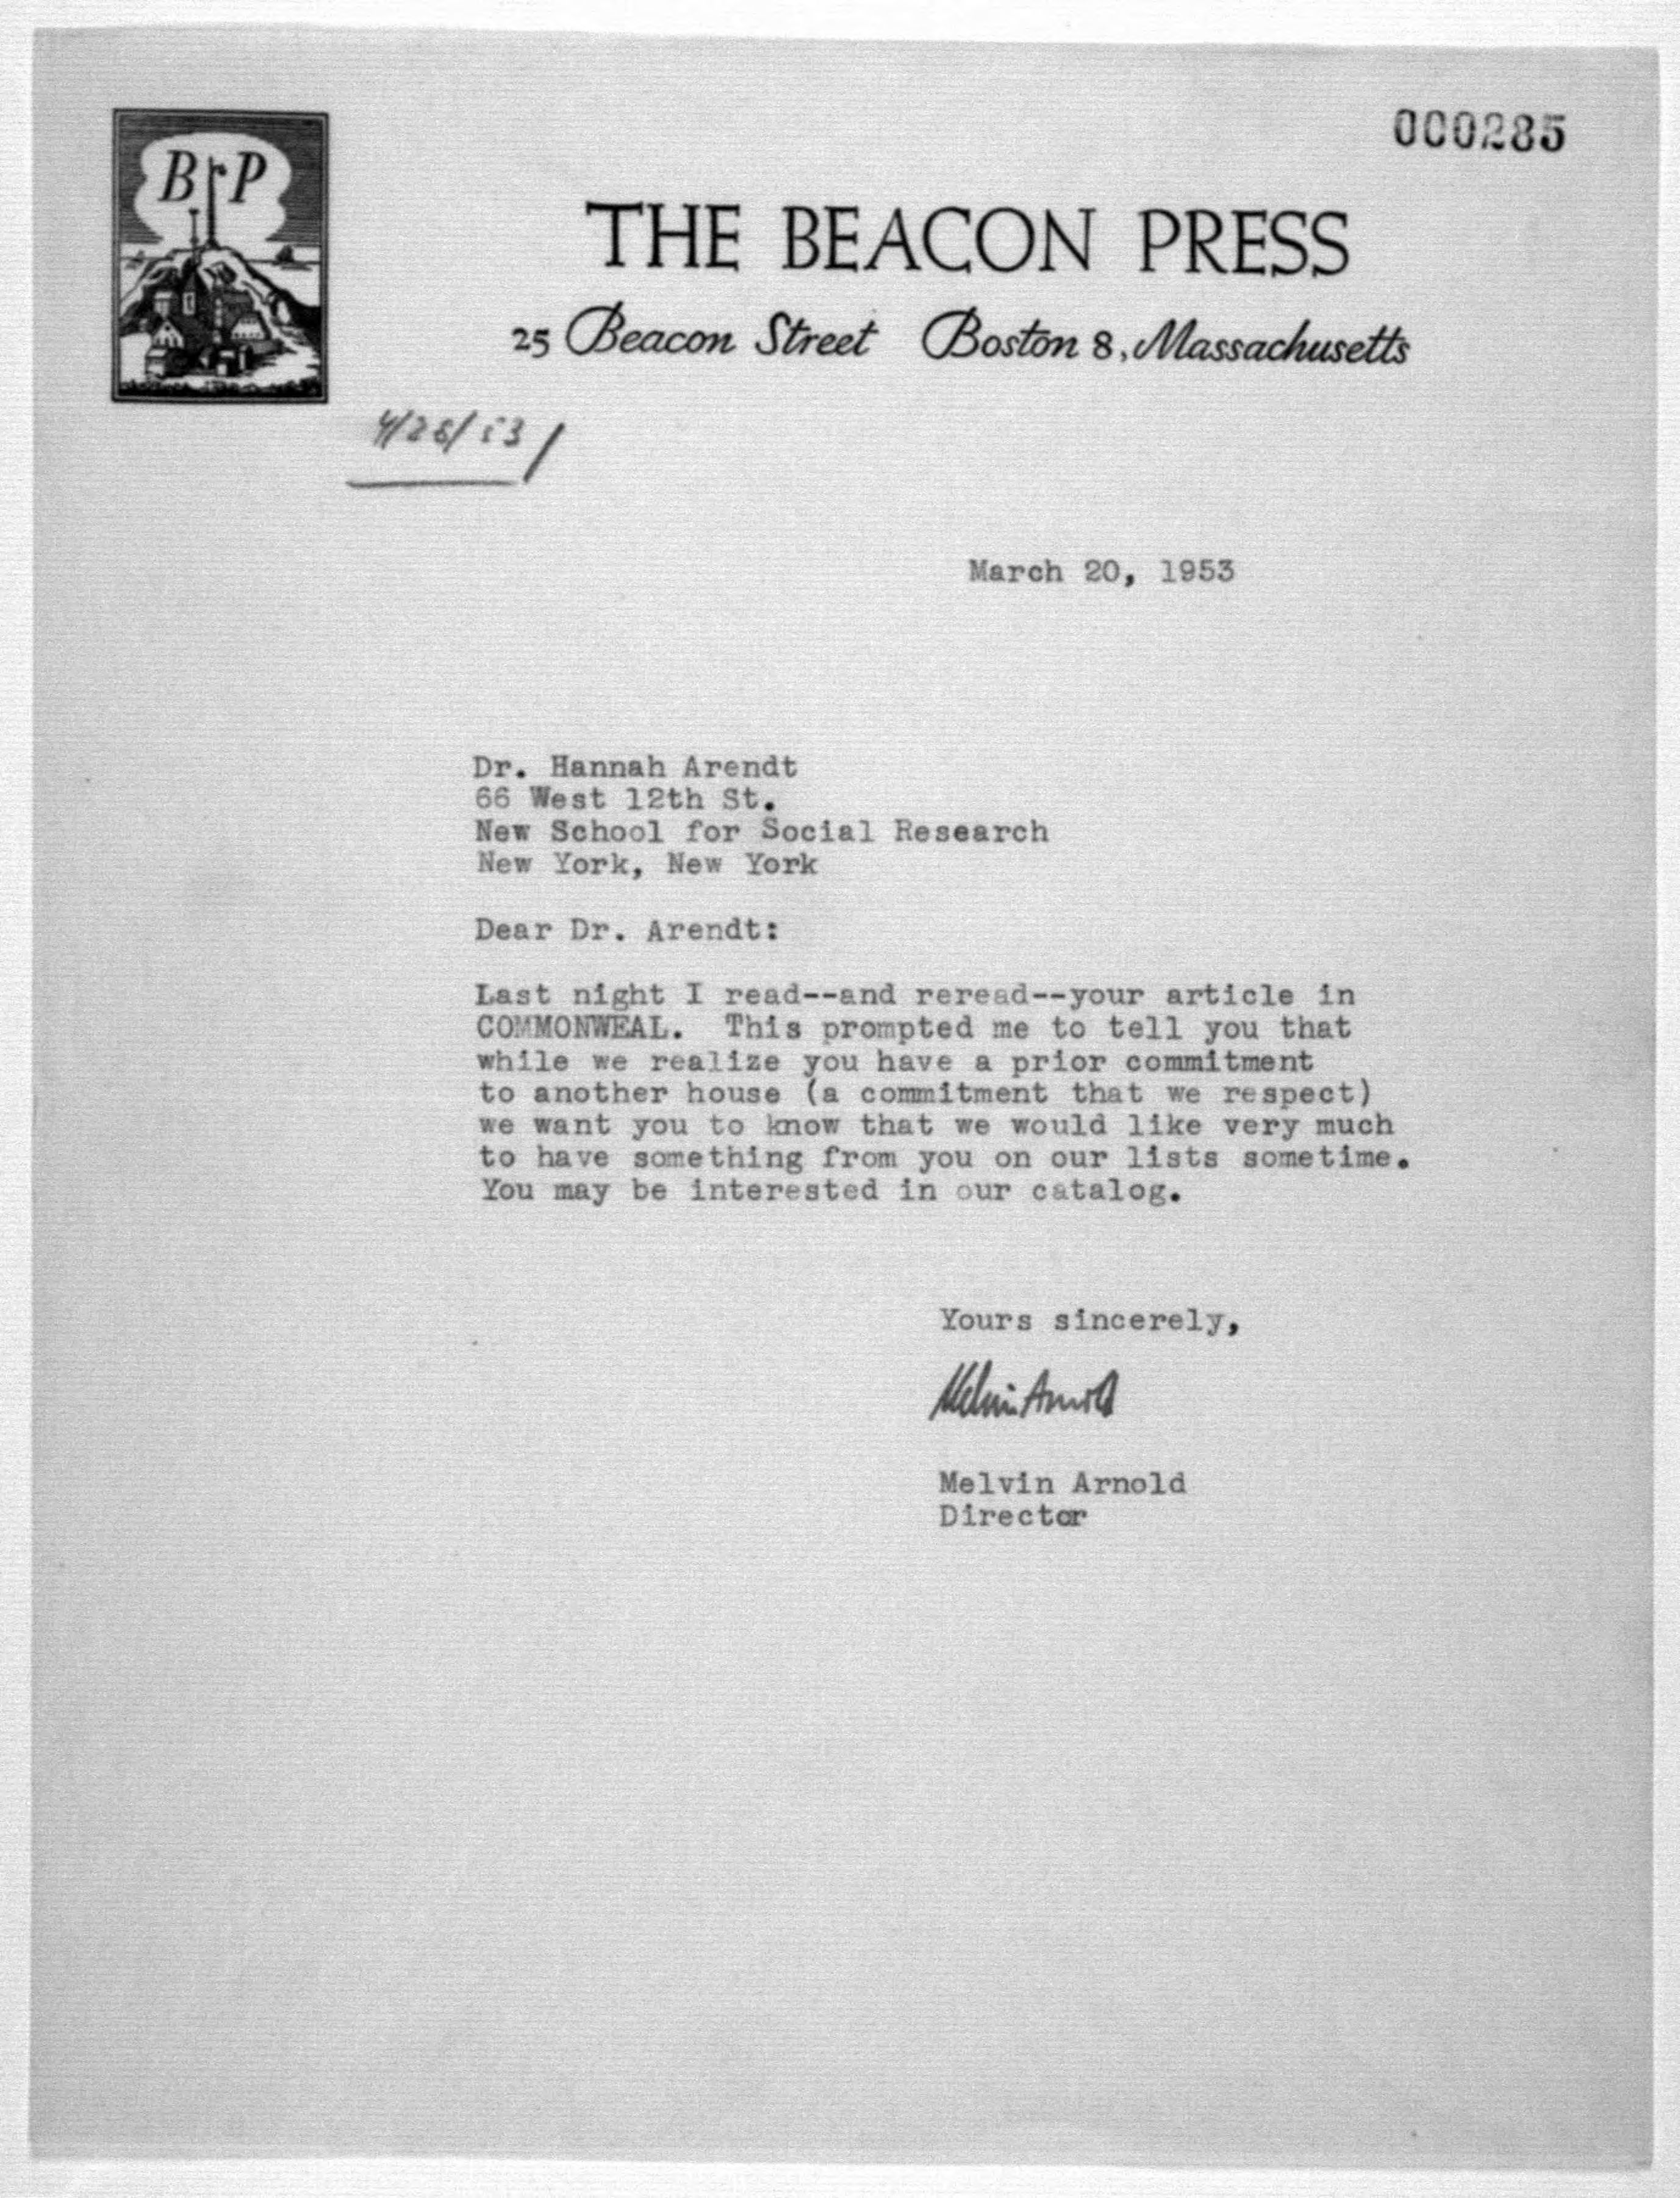 000285
B P
THE BEACON PRESS
25 Beacon Street Boston 8, Massachusetts
4/28/53
March 20, 1953
Dr. Hannah Arendt
66 West 12th St.
New School for Social Research
New York, New York
Dear Dr. Arendt:
Last night I read--and reread--your article in
COMMONWEAL. This prompted me to tell you that
while we realize you have a prior commitment
to another house (a commitment that we respect)
we want you to know that we would like very much
to have something from you on our lists sometime.
You may be interested in our catalog.
Yours sincerely,
Melvin Arnold
Melvin Arnold
Director